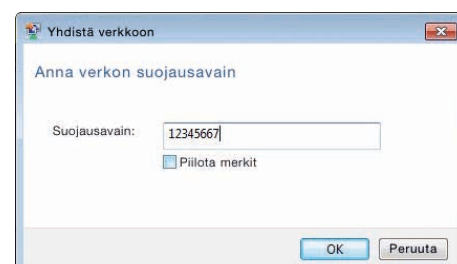 Yhdistä verkkoon
Anna verkon suojausavain
Suojausavain: 12345667
Piilota merkit
OK Peruuta